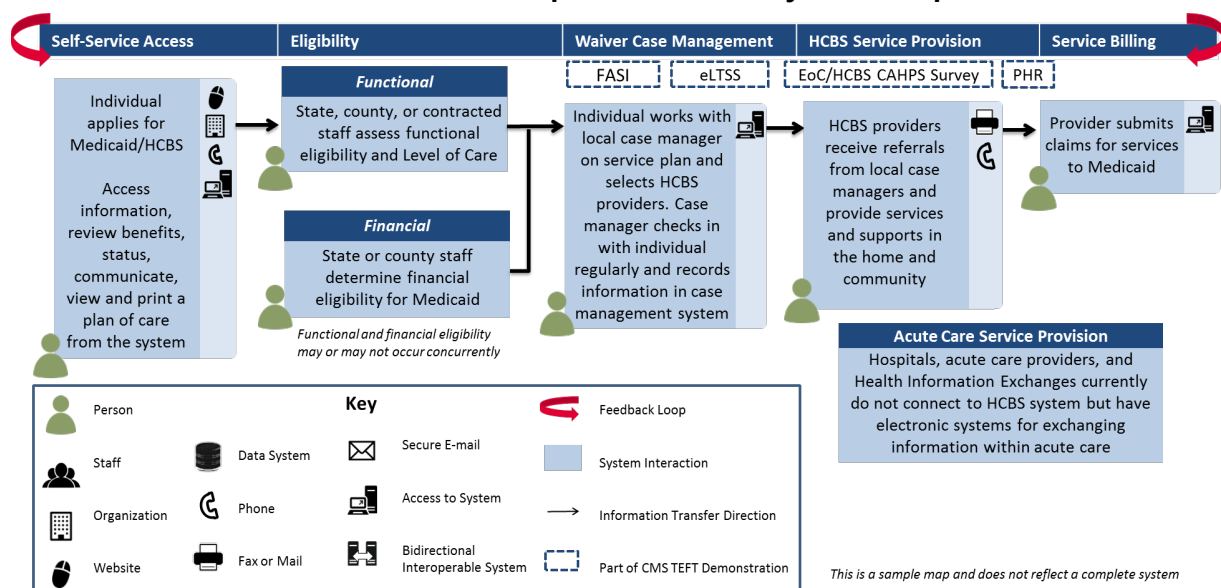 Self-Service Access
Eligibility
Waiver Case Management
HCBS Service Provision
Service Billing
FASI
eLTSS
EoC/HCBS CAHPS Survey
PHR
Individual
applies for
Medicaid/HCBS
Access
information,
review benefits,
status,
communicate,
view and print a
plan of care
from the system
Functional
State, county, or contracted
staff assess functional
eligibility and Level of Care
Financial
State or county staff
determine financial
eligibility for Medicaid
Functional and financial eligibility
may or may not occur concurrently
Individual works with
local case manager
on service plan and
selects HCBS
providers. Case
manager checks in
with individual
regularly and records
information in case
management system
HCBS providers
receive referrals
from local case
managers and
provide services
and supports in
the home and
community
Provider submits
claims for services
to Medicaid
Acute Care Service Provision
Hospitals, acute care providers, and
Health Information Exchanges currently
do not connect to HCBS system but have
electronic systems for exchanging
information within acute care
Key
Person
Staff
Organization
Website
Data System
Phone
Fax or Mail
Secure E-mail
Access to System
Bidirectional
Interoperable System
Feedback Loop
System Interaction
Information Transfer Direction
Part of CMS TEFT Demonstration
This is a sample map and does not reflect a complete system